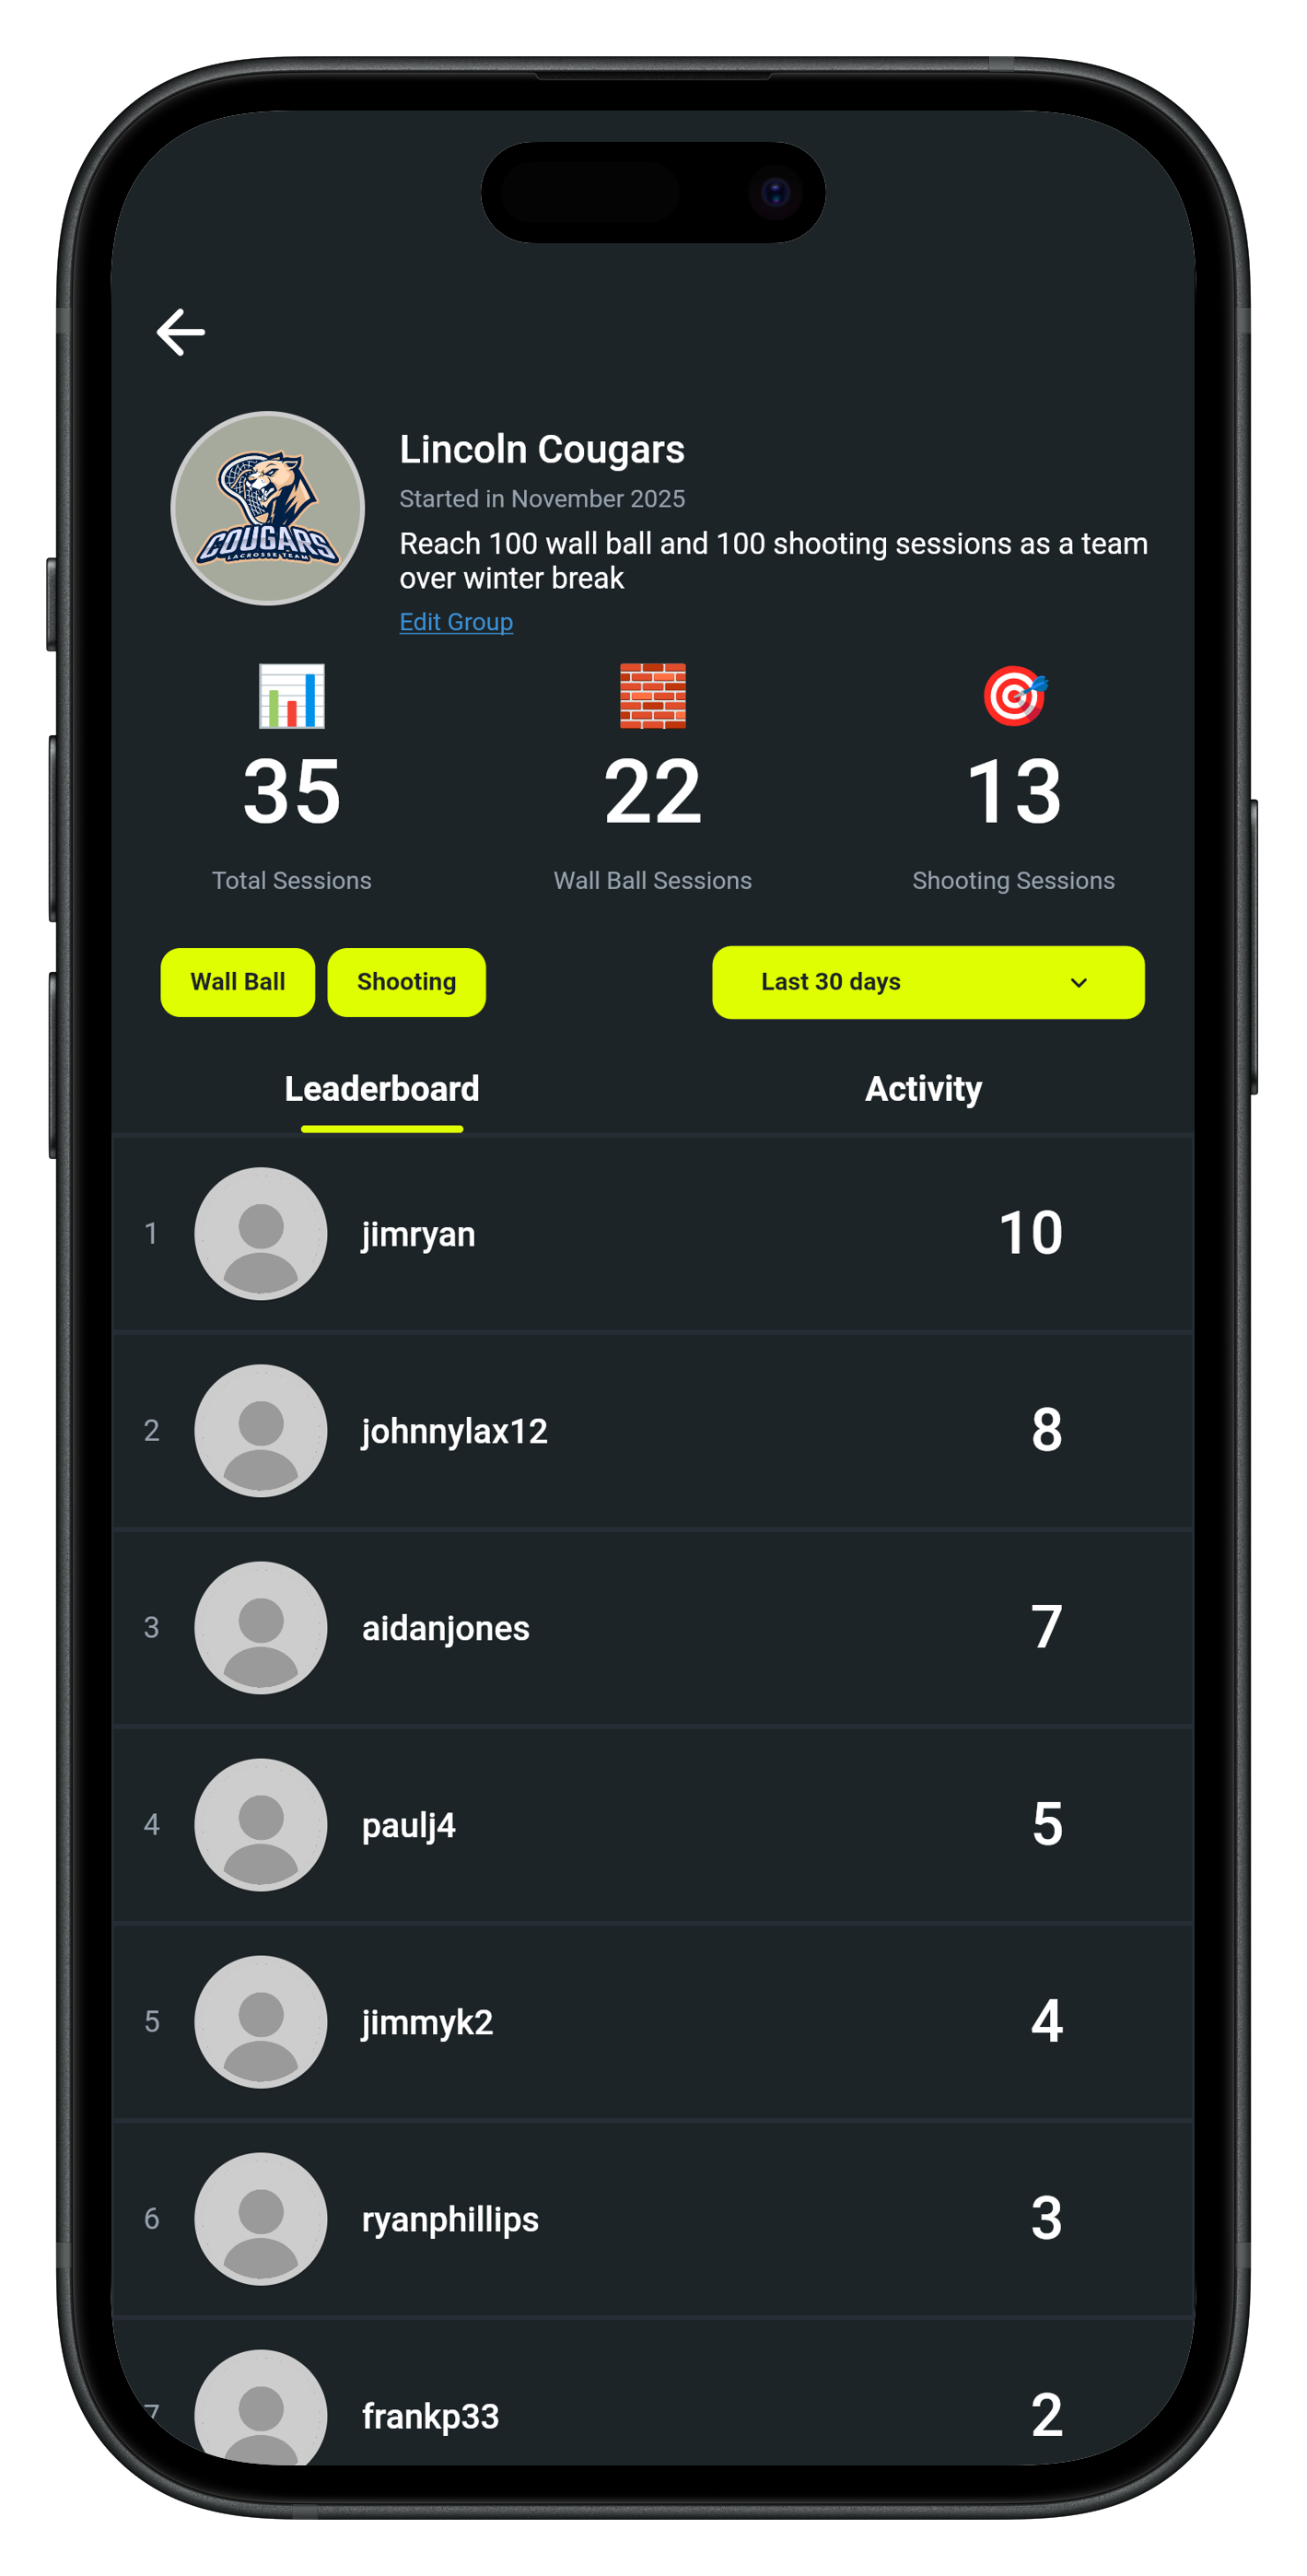 Lincoln Cougars
Started in November 2025
Reach 100 wall ball and 100 shooting sessions as a team
over winter break
Edit Group
COUGARS
LACROSSE TEAM
35
22
13
Total Sessions
Wall Ball Sessions
Shooting Sessions
Wall Ball
Shooting
Last 30 days
Leaderboard
Activity
1
jimryan
10
2
johnnylax12
8
3
aidanjones
7
4
paulj4
5
5
jimmyk2
4
6
ryanphillips
3
7
frankp33
2